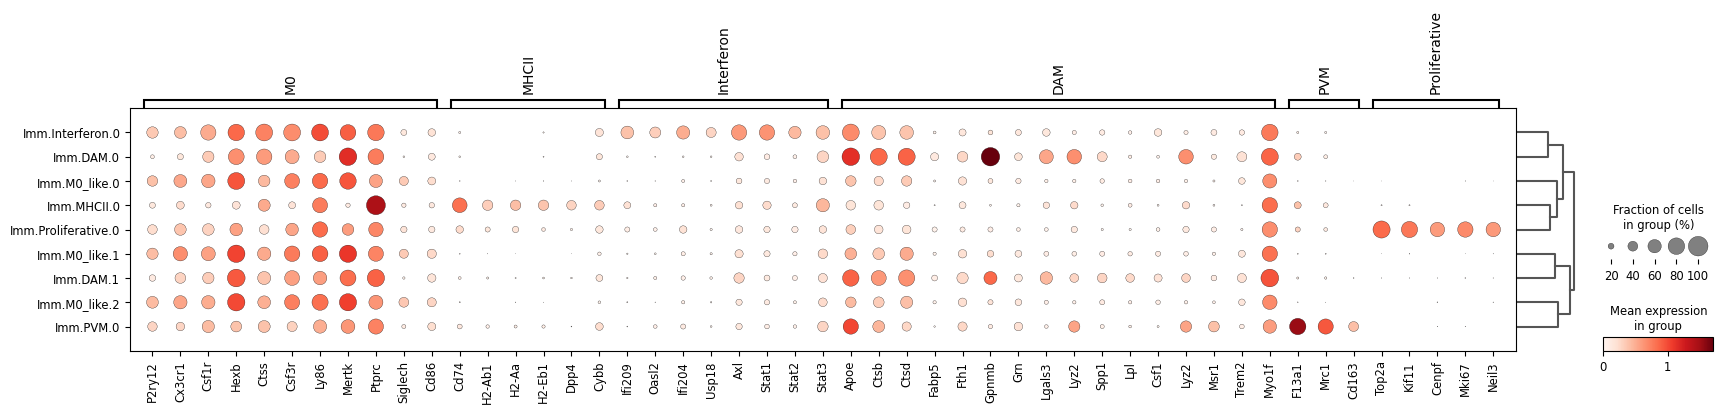 M0
MHCII
Interferon
DAM
PVM
Proliferative
Imm.Interferon.0
Imm.DAM.0
Imm.M0_like.0
Imm.MHCII.0
Imm.Proliferative.0
Imm.M0_like.1
Imm.DAM.1
Imm.M0_like.2
Imm.PVM.0
P2ry12
Cx3cr1
Csf1r
Hexb
Ctss
Csf3r
Ly86
Mertk
Ptprc
Siglech
Cd86
Cd74
H2-Ab1
H2-Aa
H2-Eb1
Dpp4
Cybb
Ifi209
Oasl2
Ifi204
Usp18
Axl
Stat1
Stat2
Stat3
Apoe
Ctsb
Ctsd
Fabp5
Fth1
Gpnmb
Grn
Lgals3
Lyz2
Spp1
Lpl
Csf1
Lyz2
Msr1
Trem2
Myo1f
F13a1
Mrc1
Cd163
Top2a
Kif11
Cenpf
Mki67
Neil3
Fraction of cells
in group (%)
20 40 60 80 100
Mean expression
in group
0 1